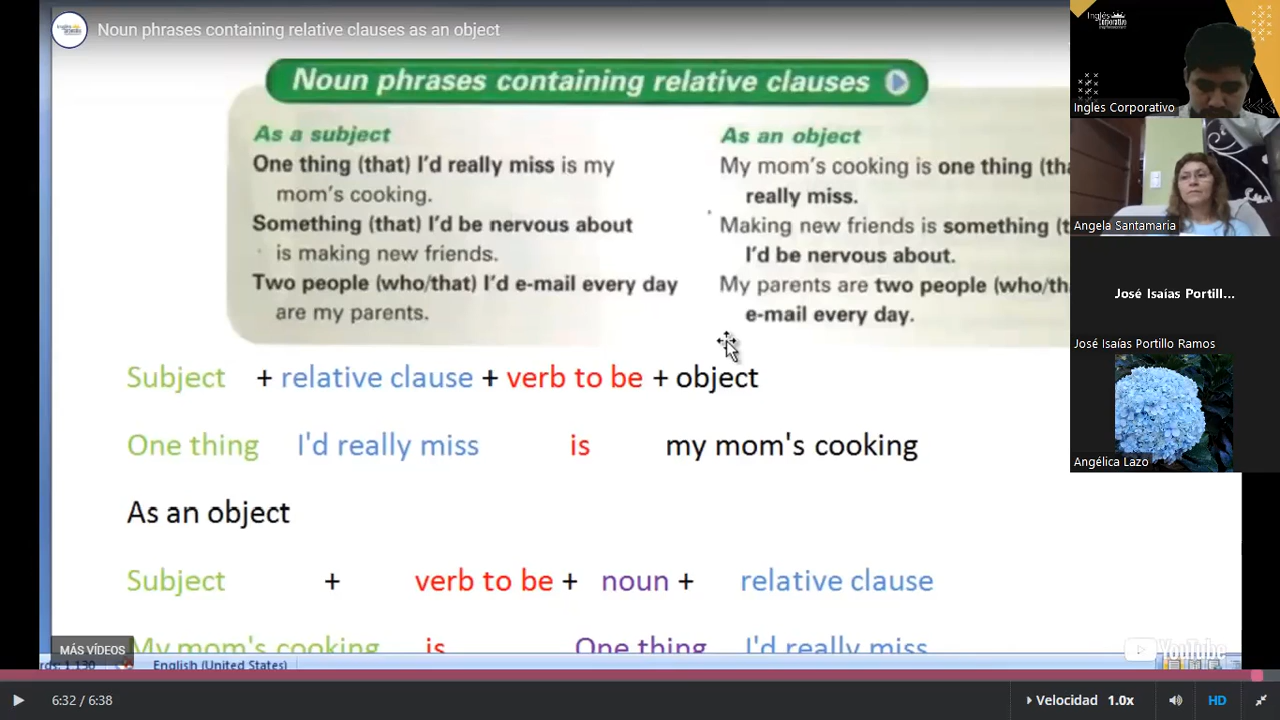 Noun phrases containing relative clauses as an object
Noun phrases containing relative clauses
As a subject
One thing (that) I'd really miss is my
mom's cooking.
Something (that) I'd be nervous about
is making new friends.
Two people (who/that) I'd e-mail every day
are my parents.
As an object
My mom's cooking is one thing (tha
really miss.
Making new friends is something (t
I'd be nervous about.
My parents are two people (who/th
e-mail every day.
Subject + relative clause + verb to be + object
One thing I'd really miss is my mom's cooking
As an object
Subject + verb to be + noun + relative clause
My mom's cooking is One thing I'd really miss
MÁS VÍDEOS
YouTube
rds: 1,130
English (United States)
6:32 / 6:38
Velocidad 1.0x
HD
Inglés
Corporativo
Ingles Corporativo
Angela Santamaria
José Isaías Portill...
José Isaías Portillo Ramos
Angélica Lazo